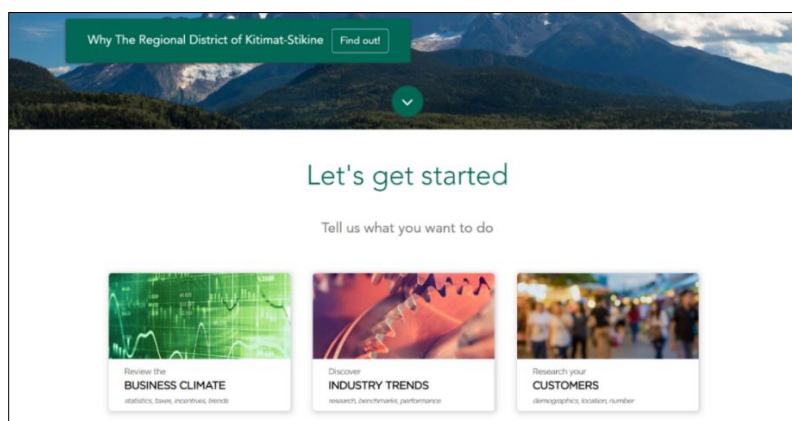 Why The Regional District of Kitimat-Stikine
Find out!
Let's get started
Tell us what you want to do
Review the
BUSINESS CLIMATE
statistics, taxes, incentives, trends
Discover
INDUSTRY TRENDS
research, benchmarks, performance
Research your
CUSTOMERS
demographics, location, number